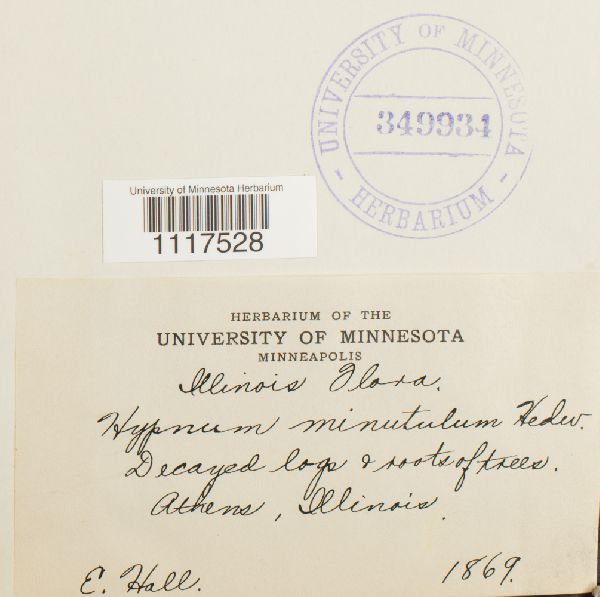 UNIVERSITY OF MINNESOTA
349934
- HERBARIUM -
University of Minnesota Herbarium
1117528
HERBARIUM OF THE
UNIVERSITY OF MINNESOTA
MINNEAPOLIS
Illinois Flora.
Hypnum minutulum Hedw.
Decayed logs & roots of trees.
Athens, Illinois.
E. Hall. 1869.